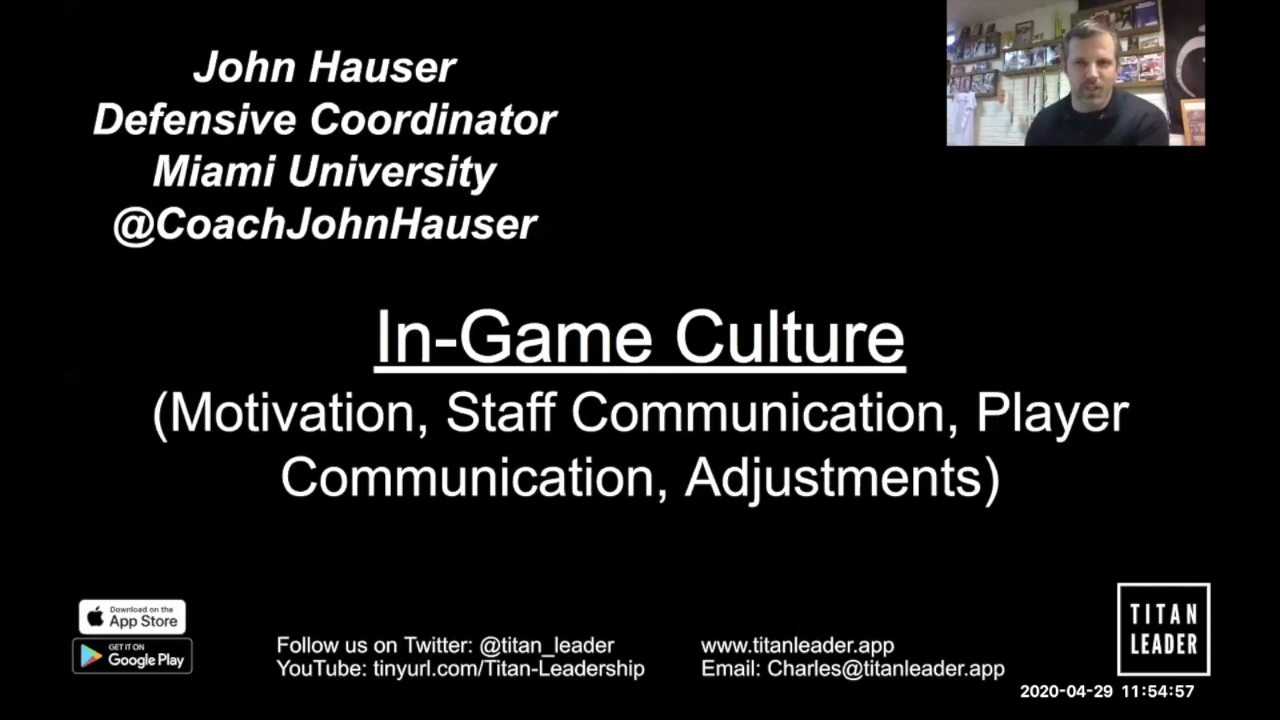 John Hauser
Defensive Coordinator
Miami University
@CoachJohnHauser
In-Game Culture
(Motivation, Staff Communication, Player
Communication, Adjustments)
Download on the
App Store
GET IT ON
Google Play
Follow us on Twitter: @titan_leader
YouTube: tinyurl.com/Titan-Leadership
www.titanleader.app
Email: Charles@titanleader.app
TITAN
LEADER
2020-04-29 11:54:57